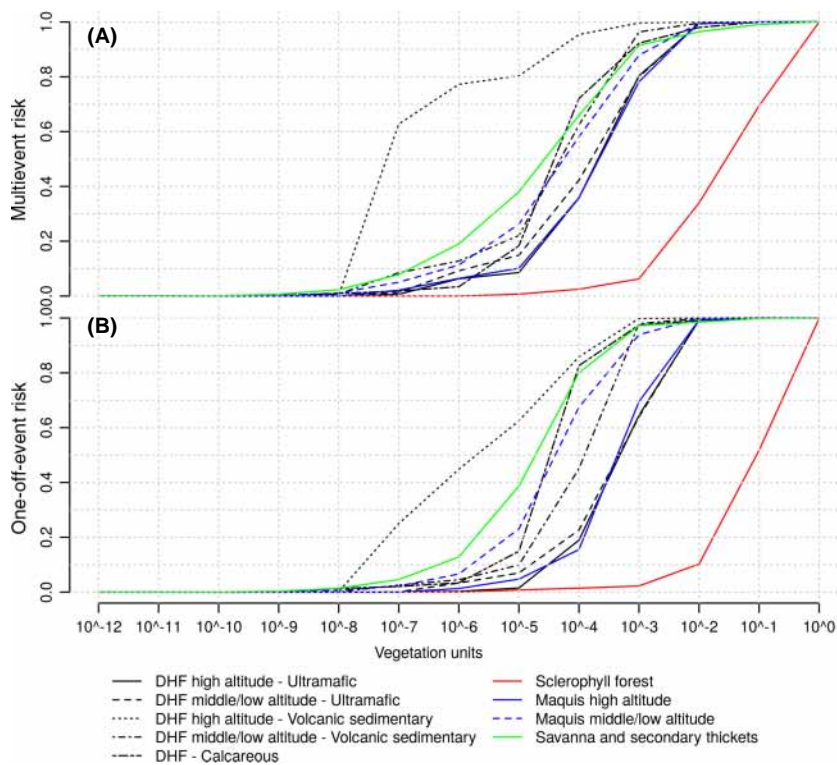 (A)
Multievent risk
1.0
0.8
0.6
0.4
0.2
0.0
(B)
One-off-event risk
1.0
0.8
0.6
0.4
0.2
0.0
10^-12 10^-11 10^-10 10^-9 10^-8 10^-7 10^-6 10^-5 10^-4 10^-3 10^-2 10^-1 10^0
Vegetation units
DHF high altitude - Ultramafic
DHF middle/low altitude - Ultramafic
DHF high altitude - Volcanic sedimentary
DHF middle/low altitude - Volcanic sedimentary
DHF - Calcareous
Sclerophyll forest
Maquis high altitude
Maquis middle/low altitude
Savanna and secondary thickets